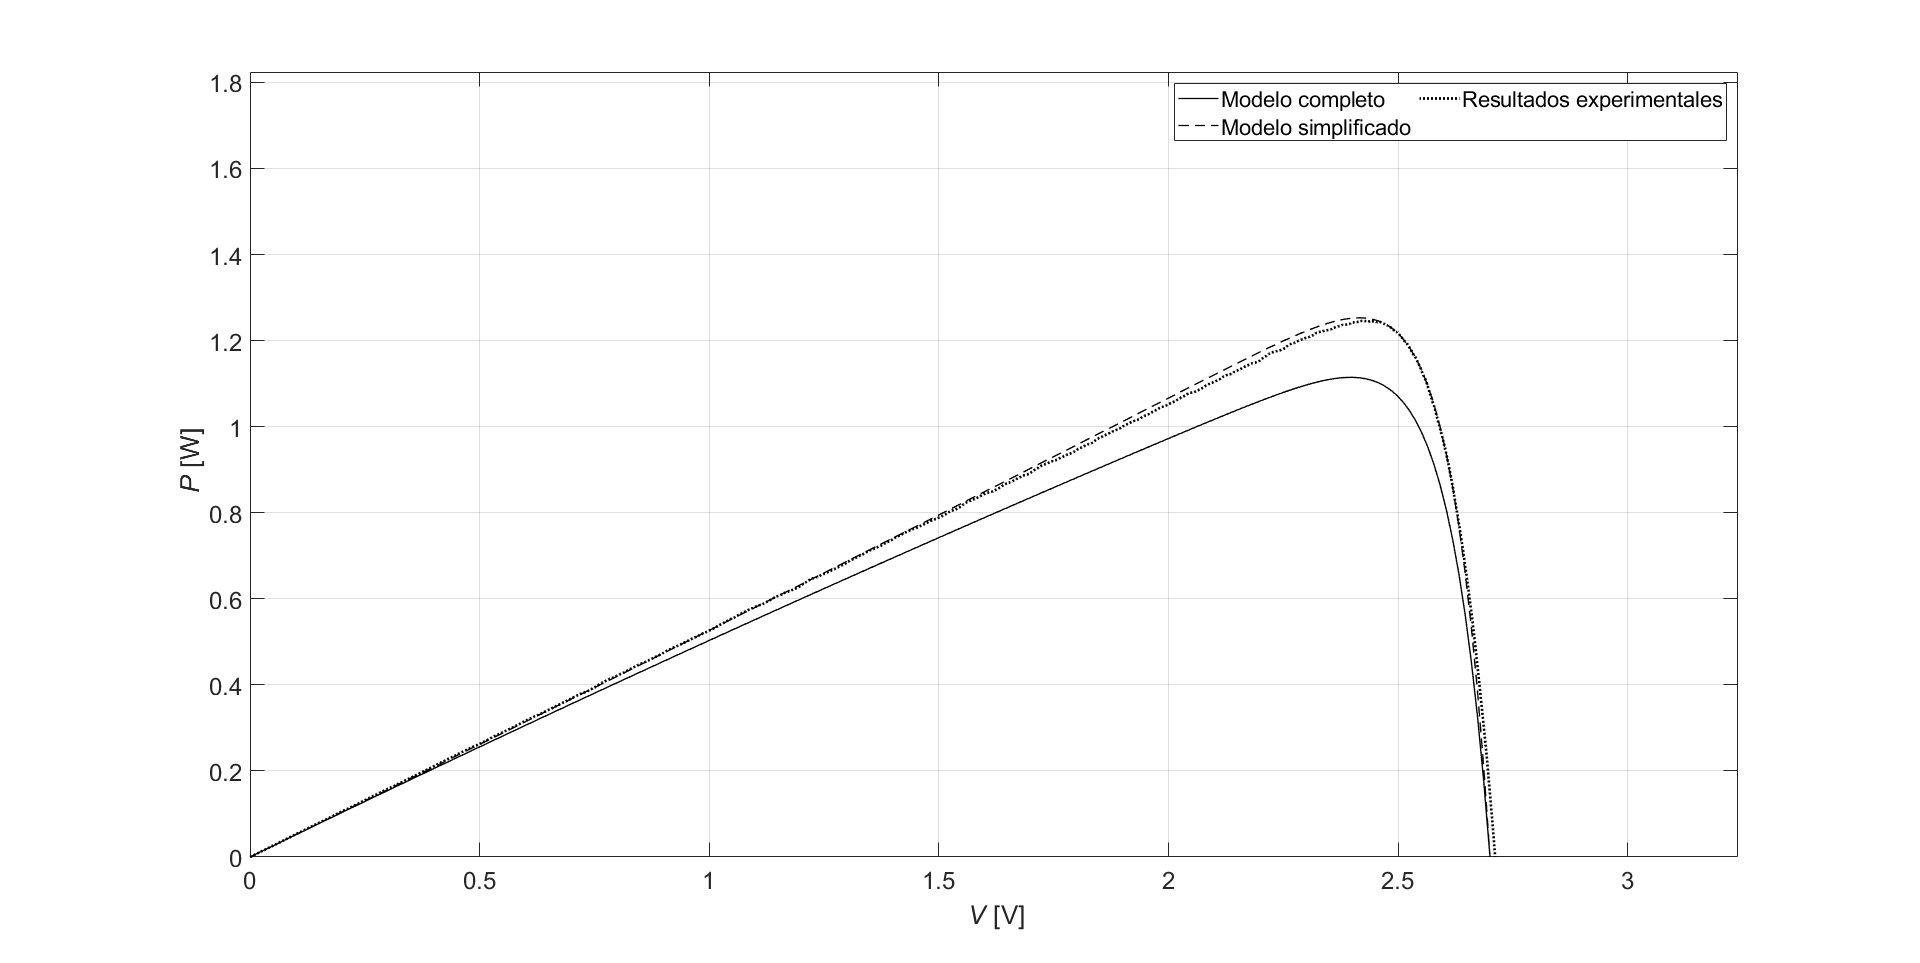 1.8
1.6
1.4
1.2
1
0.8
0.6
0.4
0.2
0
P [W]
Modelo completo
Modelo simplificado
Resultados experimentales
0 0.5 1 1.5 2 2.5 3
V [V]